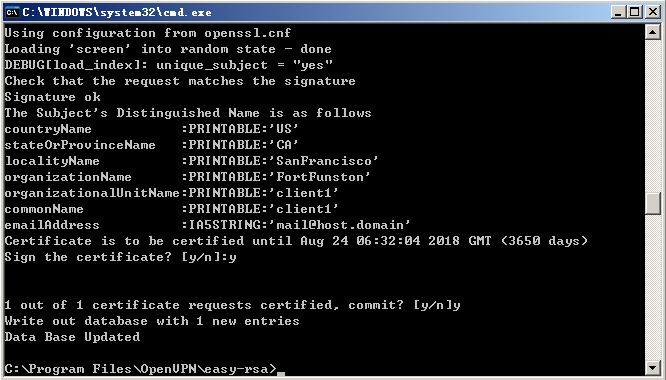 C:\WINDOWS\system32\cmd.exe
Using configuration from openssl.cnf
Loading 'screen' into random state - done
DEBUG[load_index]: unique_subject = "yes"
Check that the request matches the signature
Signature ok
The Subject's Distinguished Name is as follows
countryName           :PRINTABLE:'US'
stateOrProvinceName   :PRINTABLE:'CA'
localityName          :PRINTABLE:'SanFrancisco'
organizationName      :PRINTABLE:'FortFunston'
organizationalUnitName:PRINTABLE:'client1'
commonName            :PRINTABLE:'client1'
emailAddress          :IA5STRING:'mail@host.domain'
Certificate is to be certified until Aug 24 06:32:04 2018 GMT (3650 days)
Sign the certificate? [y/n]:y
1 out of 1 certificate requests certified, commit? [y/n]y
Write out database with 1 new entries
Data Base Updated
C:\Program Files\OpenVPN\easy-rsa>_